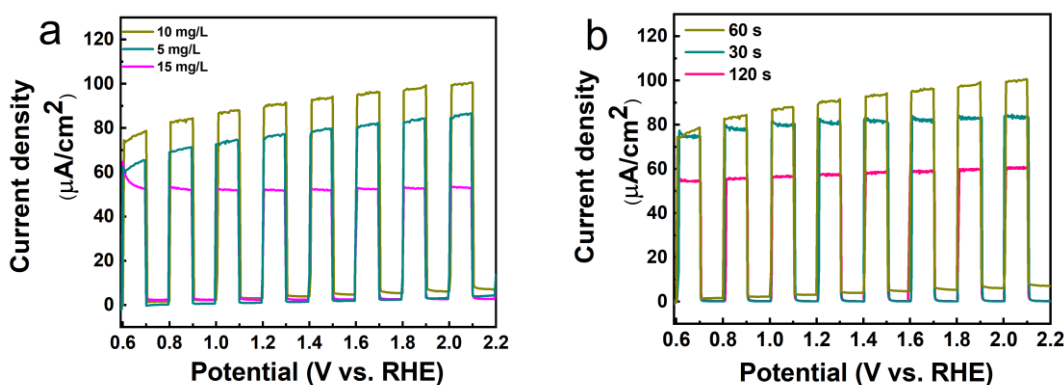 a
10 mg/L
5 mg/L
15 mg/L
120
100
80
60
40
20
0
Current density
(μA/cm²)
0.6 0.8 1.0 1.2 1.4 1.6 1.8 2.0 2.2
Potential (V vs. RHE)
b
60 s
30 s
120 s
120
100
80
60
40
20
0
Current density
(μA/cm²)
0.6 0.8 1.0 1.2 1.4 1.6 1.8 2.0 2.2
Potential (V vs. RHE)